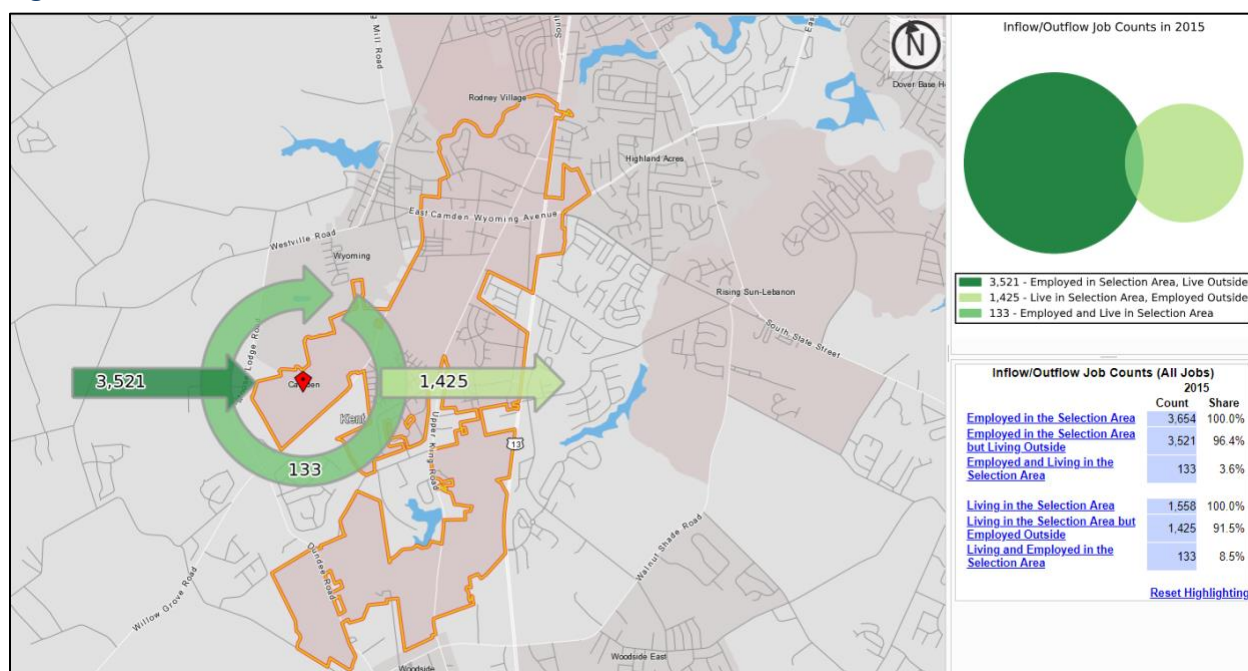 Mill Road
South
N
Inflow/Outflow Job Counts in 2015
Dover Base H
Rodney Village
Highland Acres
East Camden Wyoming Avenue
Westville Road
Wyoming
Rising Sun-Lebanon
South State Street
3,521 - Employed in Selection Area, Live Outside
1,425 - Live in Selection Area, Employed Outside
133 - Employed and Live in Selection Area
Lodge Road
3,521
Camden
1,425
Kent
Upper King Road
13
133
Dundee Road
Walnut Shade Road
Willow Grove Road
Woodside
Woodside East
Inflow/Outflow Job Counts (All Jobs)
2015
Count Share
Employed in the Selection Area 3,654 100.0%
Employed in the Selection Area
but Living Outside 3,521 96.4%
Employed and Living in the
Selection Area 133 3.6%
Living in the Selection Area 1,558 100.0%
Living in the Selection Area but
Employed Outside 1,425 91.5%
Living and Employed in the
Selection Area 133 8.5%
Reset Highlighting